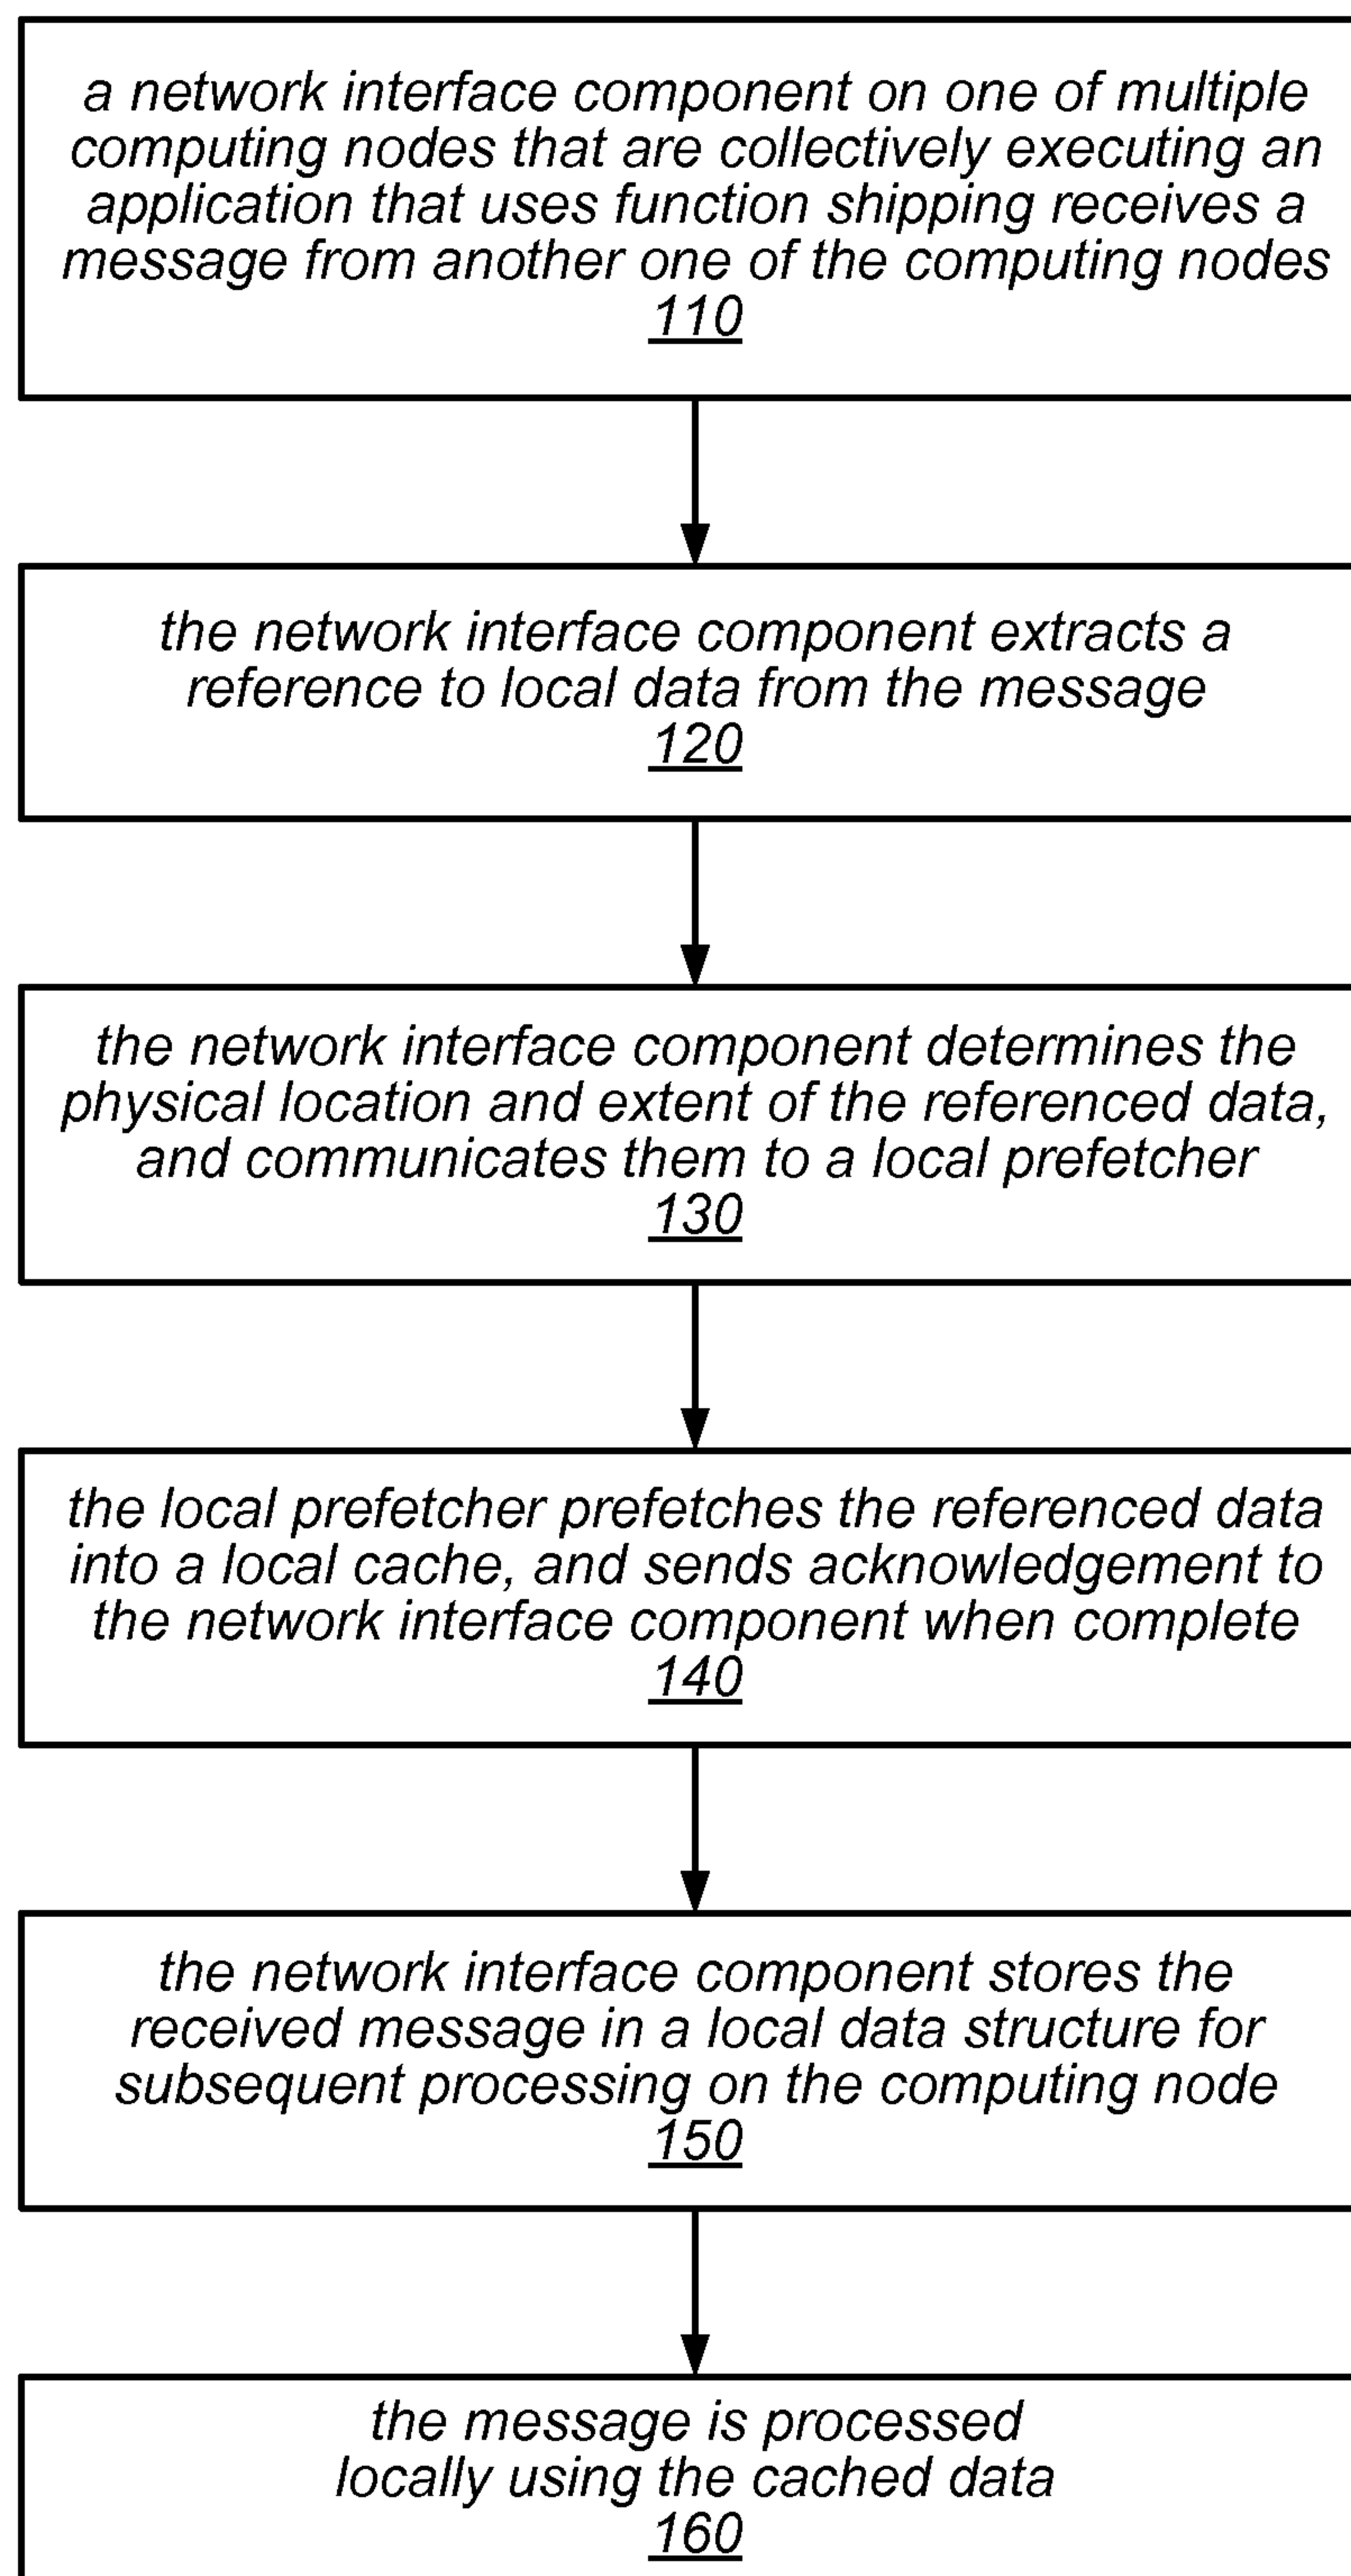 a network interface component on one of multiple
computing nodes that are collectively executing an
application that uses function shipping receives a
message from another one of the computing nodes
110
the network interface component extracts a
reference to local data from the message
120
the network interface component determines the
physical location and extent of the referenced data,
and communicates them to a local prefetcher
130
the local prefetcher prefetches the referenced data
into a local cache, and sends acknowledgement to
the network interface component when complete
140
the network interface component stores the
received message in a local data structure for
subsequent processing on the computing node
150
the message is processed
locally using the cached data
160